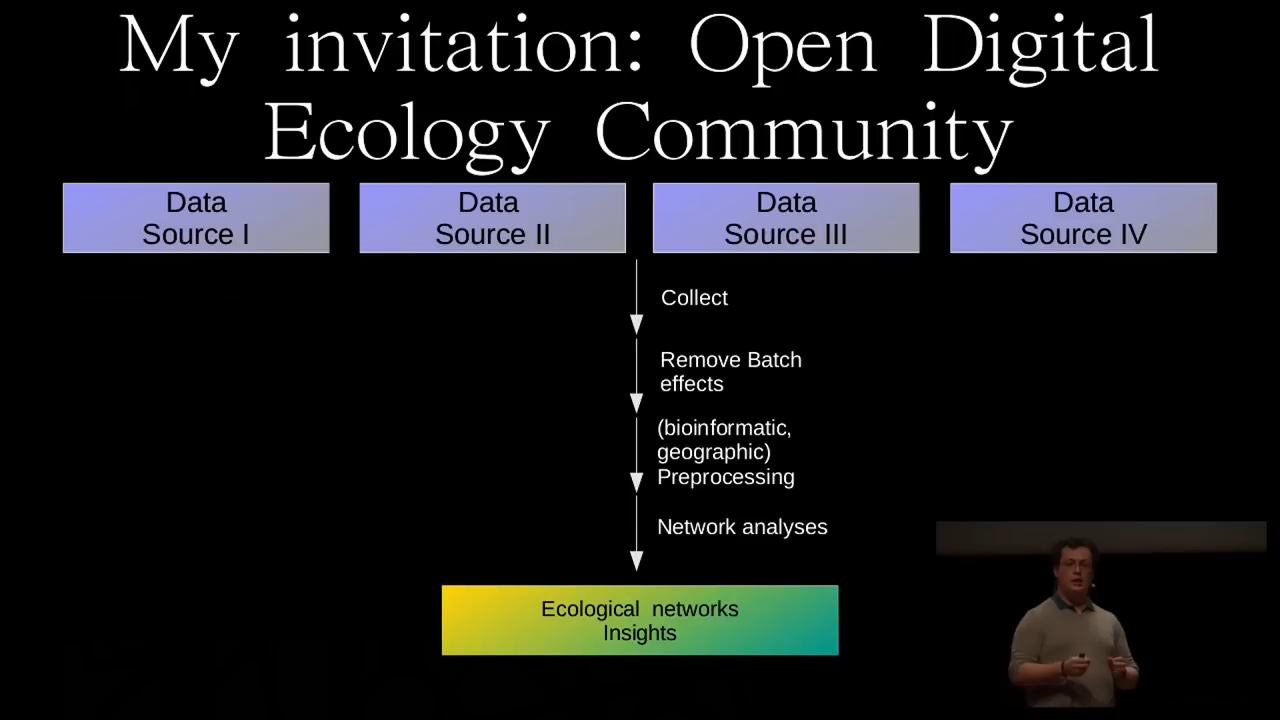 My invitation: Open Digital
Ecology Community
Data
Source I
Data
Source II
Data
Source III
Data
Source IV
Collect
Remove Batch
effects
(bioinformatic,
geographic)
Preprocessing
Network analyses
Ecological networks
Insights